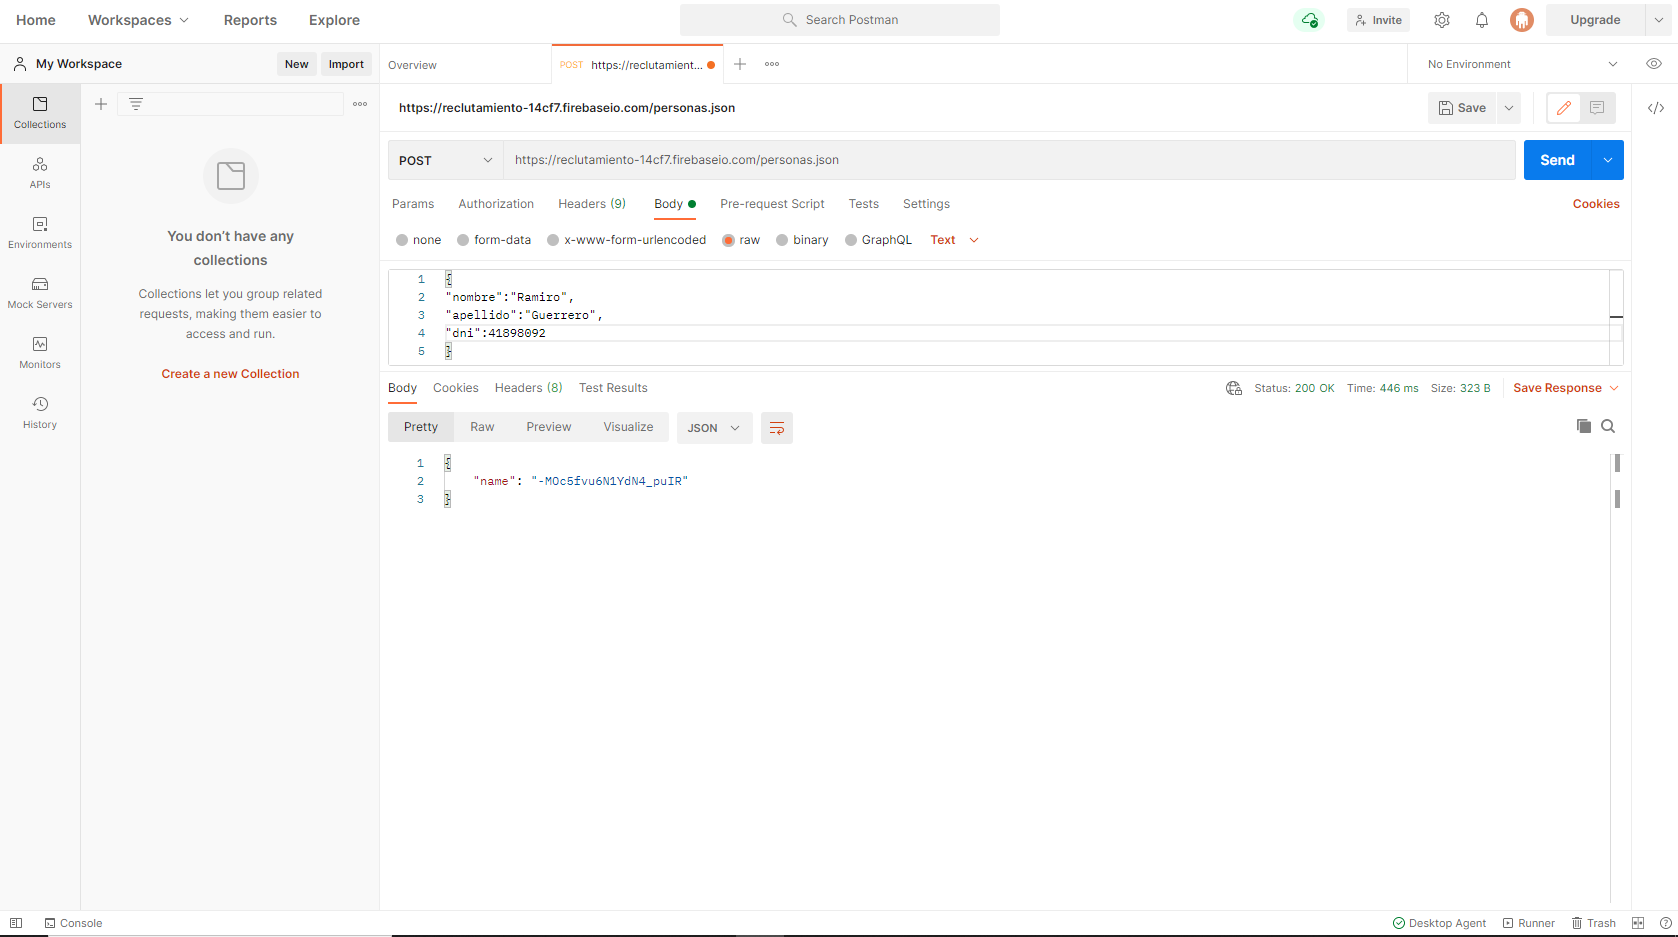 Home Workspaces Reports Explore Search Postman Invite Upgrade
My Workspace New Import Overview POST https://reclutamient... No Environment
Collections
APIs
Environments
Mock Servers
Monitors
History
You don't have any
collections
Collections let you group related
requests, making them easier to
access and run.
Create a new Collection
https://reclutamiento-14cf7.firebaseio.com/personas.json Save
POST https://reclutamiento-14cf7.firebaseio.com/personas.json Send
Params Authorization Headers (9) Body Pre-request Script Tests Settings Cookies
none form-data x-www-form-urlencoded raw binary GraphQL Text
1 {
2 "nombre":"Ramiro",
3 "apellido":"Guerrero",
4 "dni":41898092
5 }
Body Cookies Headers (8) Test Results Status: 200 OK Time: 446 ms Size: 323 B Save Response
Pretty Raw Preview Visualize JSON
1 {
2 "name": "-MOc5fvu6N1YdN4_puIR"
3 }
Console Desktop Agent Runner Trash